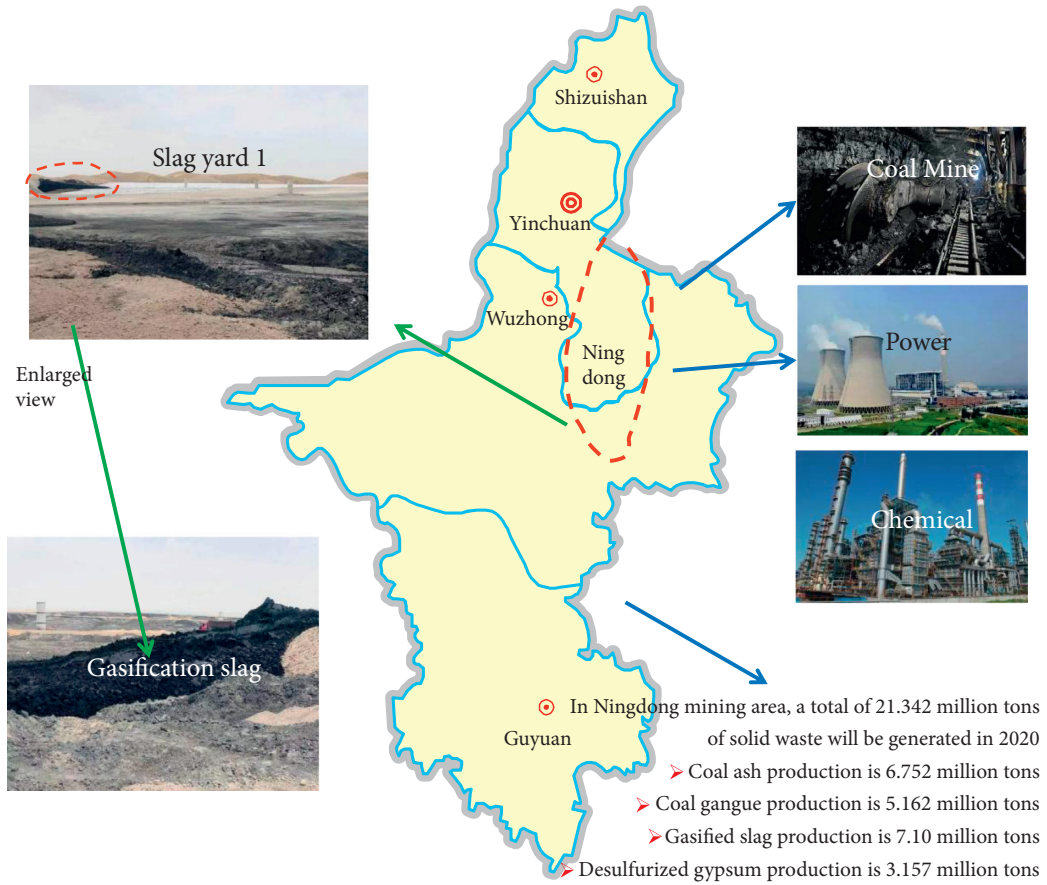 Shizuishan
Slag yard 1
Coal Mine
Yinchuan
Wuzhong
Power
Ning
dong
Enlarged
view
Chemical
Gasification slag
In Ningdong mining area, a total of 21.342 million tons
of solid waste will be generated in 2020
Guyuan
➢ Coal ash production is 6.752 million tons
➢ Coal gangue production is 5.162 million tons
➢ Gasified slag production is 7.10 million tons
➢ Desulfurized gypsum production is 3.157 million tons